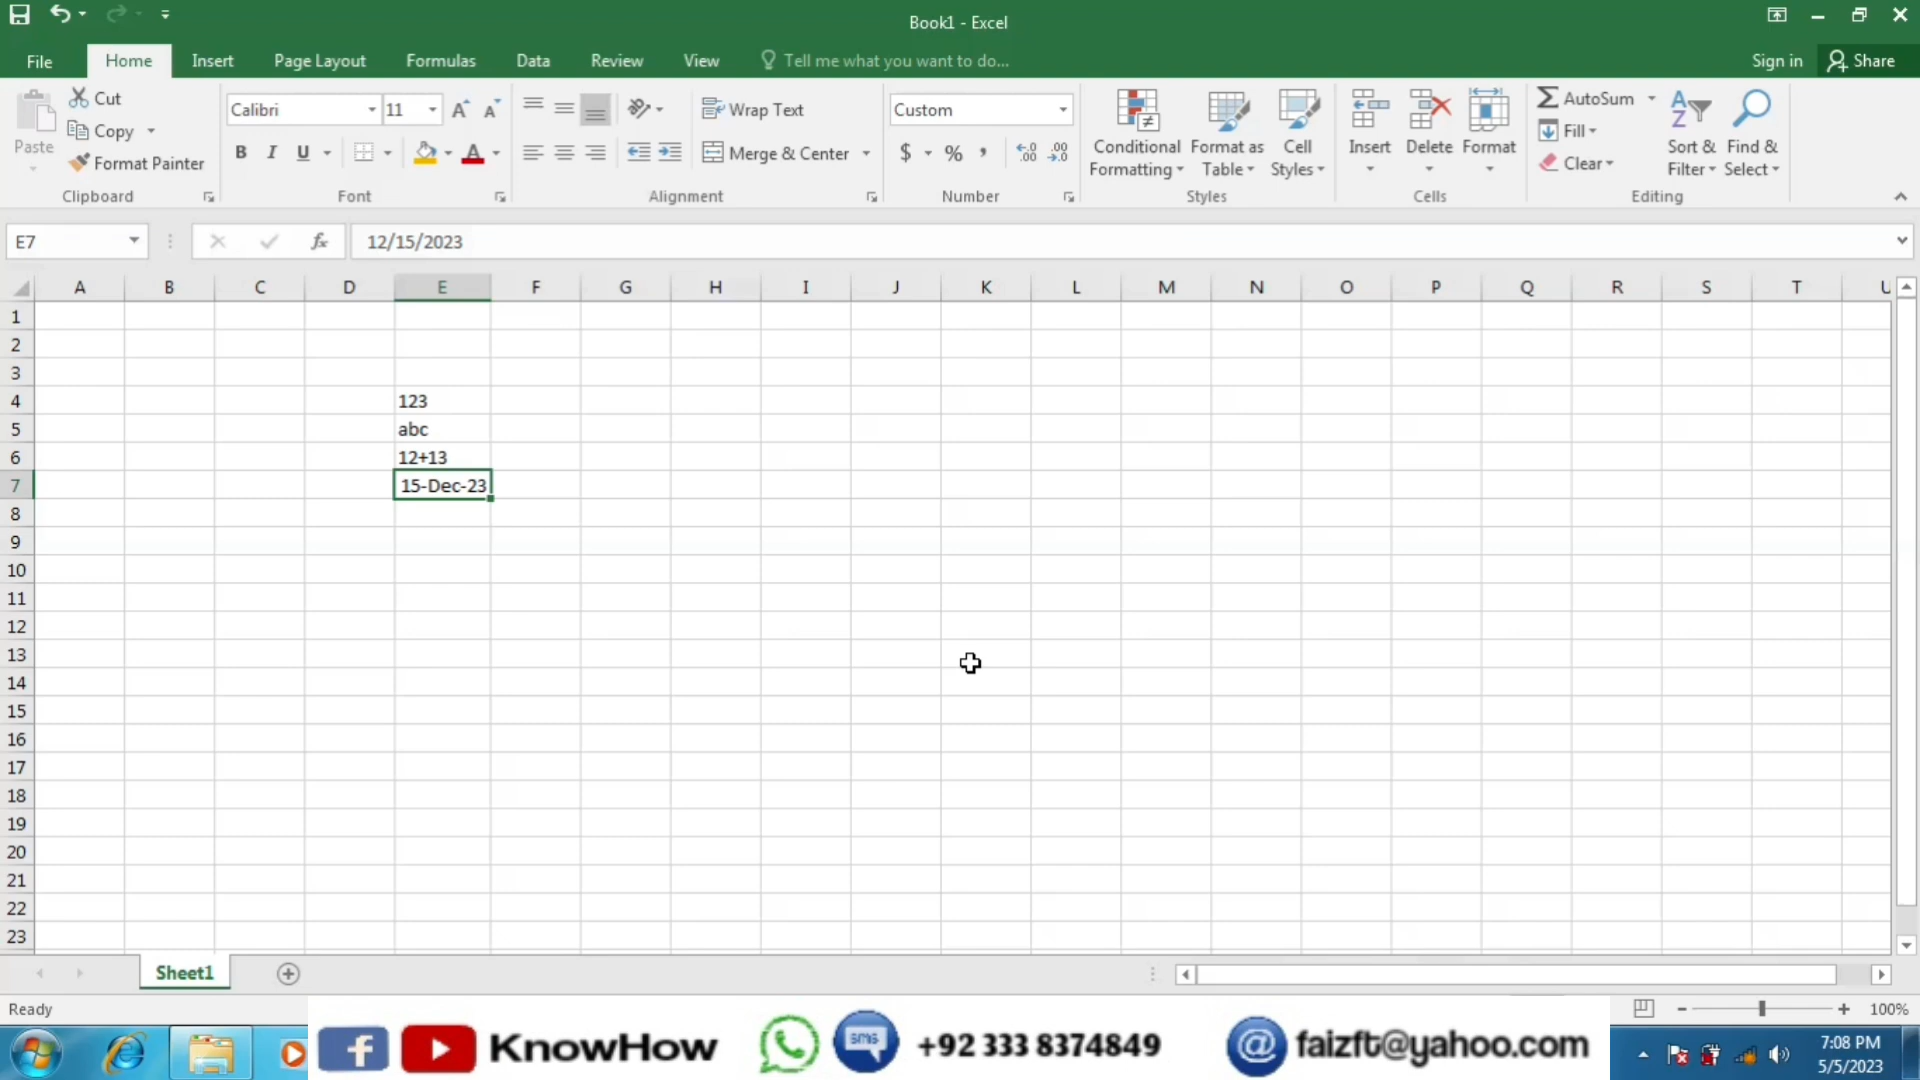 Book1 - Excel
File Home Insert Page Layout Formulas Data Review View Tell me what you want to do... Sign in Share
Paste Cut Copy Format Painter Clipboard
Calibri 11 B I U A Font
Wrap Text Merge & Center Alignment
Custom $ % , .00 .0 Number
Conditional Formatting Format as Table Cell Styles Styles
Insert Delete Format Cells
AutoSum Fill Clear Sort & Filter Find & Select Editing
E7 fx 12/15/2023
A B C D E F G H I J K L M N O P Q R S T U
1
2
3
4 123
5 abc
6 12+13
7 15-Dec-23
8
9
10
11
12
13
14
15
16
17
18
19
20
21
22
23
Sheet1
Ready 100%
KnowHow SMS +92 333 8374849 @ faizft@yahoo.com
7:08 PM
5/5/2023